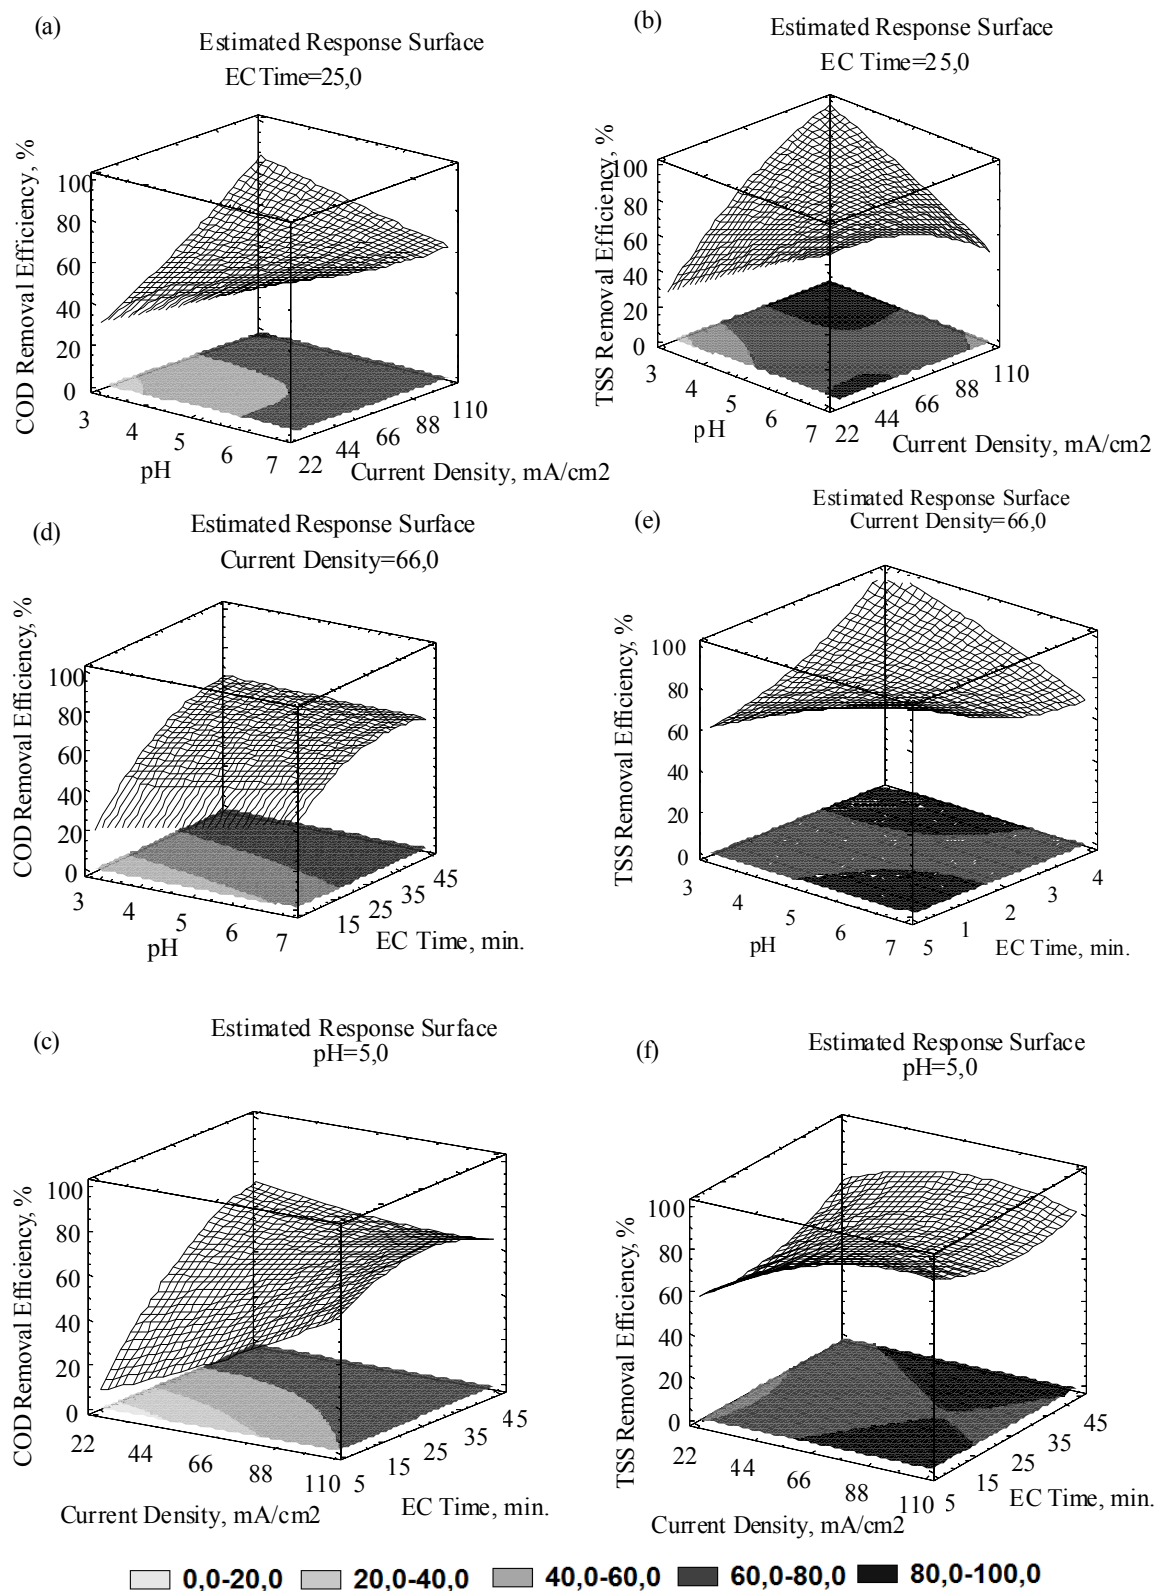 (a)
Estimated Response Surface
EC Time=25,0
COD Removal Efficiency, %
100
80
60
40
20
0
3
4
5
6
7
pH
22
44
66
88
110
Current Density, mA/cm2
(b)
Estimated Response Surface
EC Time=25,0
TSS Removal Efficiency, %
100
80
60
40
20
0
3
4
5
6
7
pH
22
44
66
88
110
Current Density, mA/cm2
(d)
Estimated Response Surface
Current Density=66,0
COD Removal Efficiency, %
100
80
60
40
20
0
3
4
5
6
7
pH
15
25
35
45
EC Time, min.
(e)
Estimated Response Surface
Current Density=66,0
TSS Removal Efficiency, %
100
80
60
40
20
0
3
4
5
6
7
pH
5
1
2
3
4
EC Time, min.
(c)
Estimated Response Surface
pH=5,0
COD Removal Efficiency, %
100
80
60
40
20
0
22
44
66
88
110
Current Density, mA/cm2
5
15
25
35
45
EC Time, min.
(f)
Estimated Response Surface
pH=5,0
TSS Removal Efficiency, %
100
80
60
40
20
0
22
44
66
88
110
Current Density, mA/cm2
5
15
25
35
45
EC Time, min.
0,0-20,0 20,0-40,0 40,0-60,0 60,0-80,0 80,0-100,0